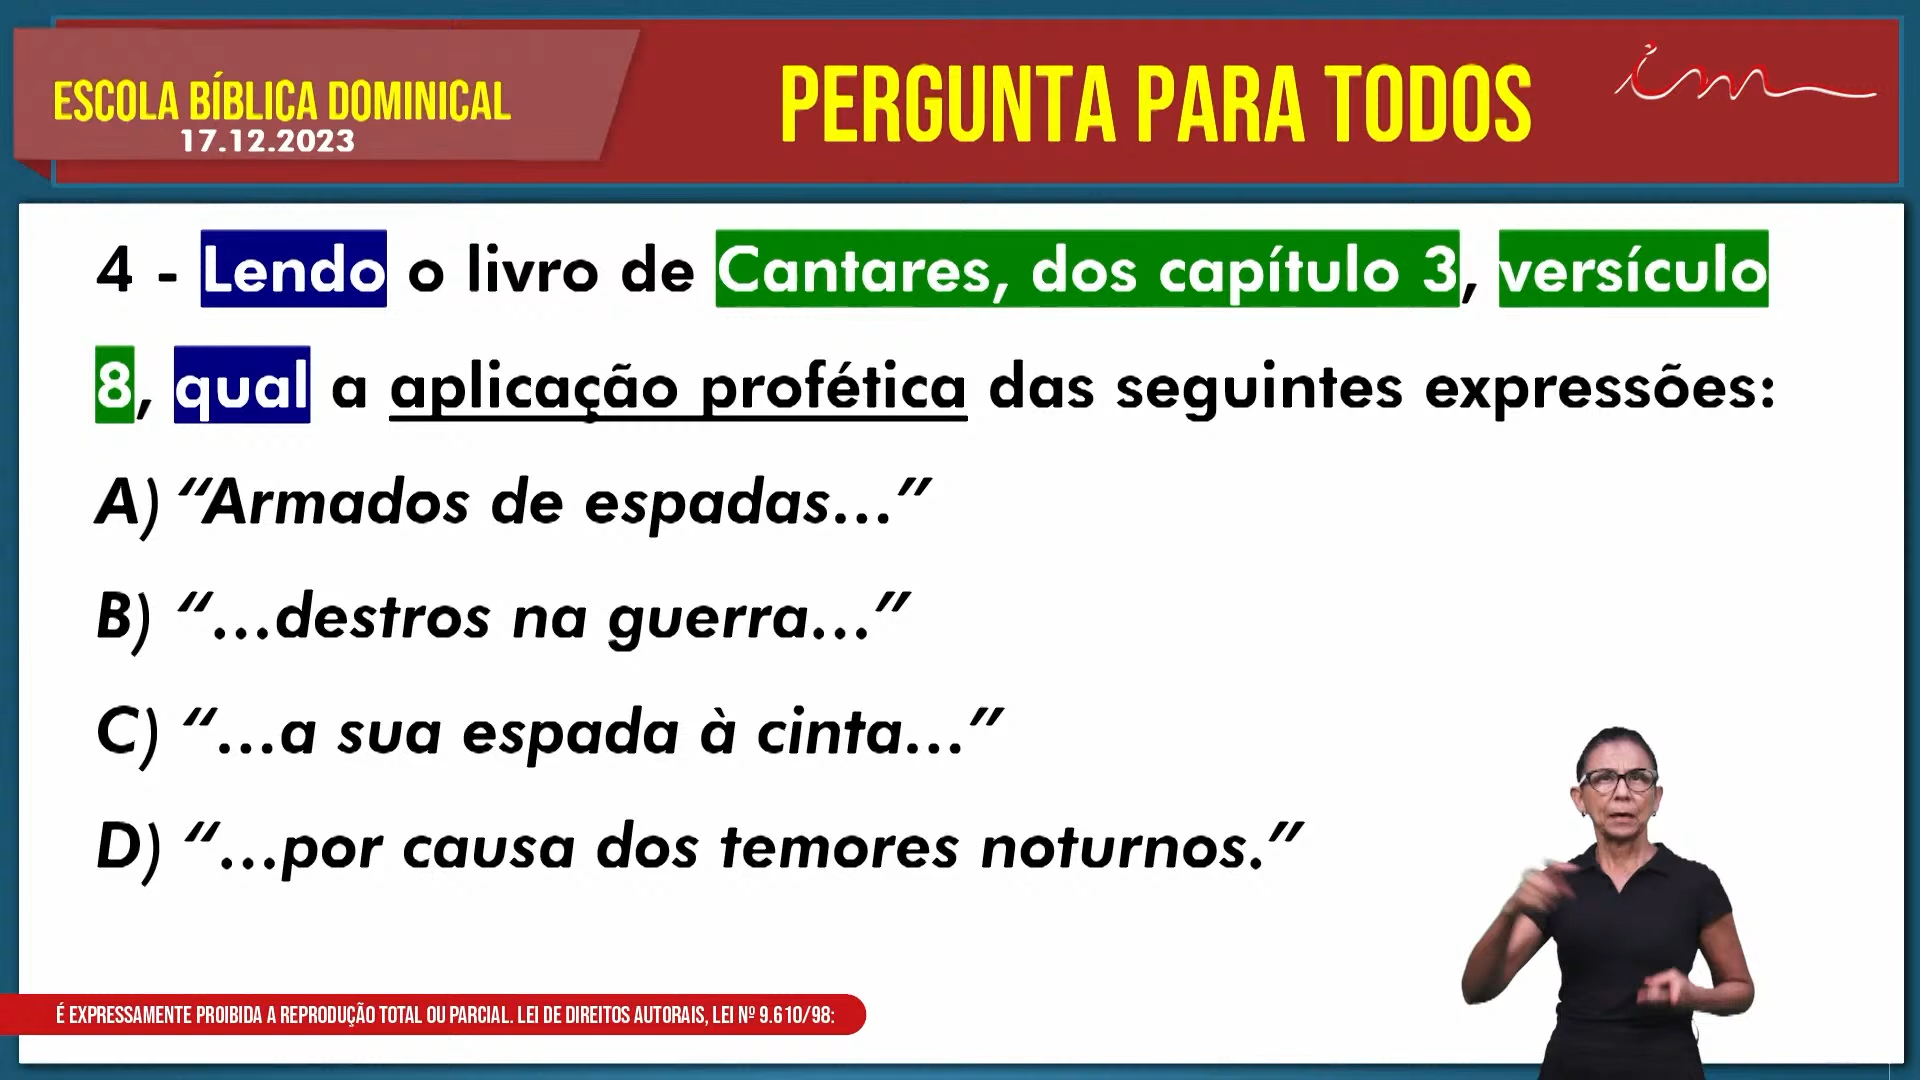 ESCOLA BÍBLICA DOMINICAL
17.12.2023
PERGUNTA PARA TODOS
im
4 - Lendo o livro de Cantares, dos capítulo 3, versículo
8, qual a aplicação profética das seguintes expressões:
A) “Armados de espadas...”
B) “...destros na guerra...”
C) “...a sua espada à cinta...”
D) “...por causa dos temores noturnos.”
É EXPRESSAMENTE PROIBIDA A REPRODUÇÃO TOTAL OU PARCIAL. LEI DE DIREITOS AUTORAIS, LEI Nº 9.610/98: